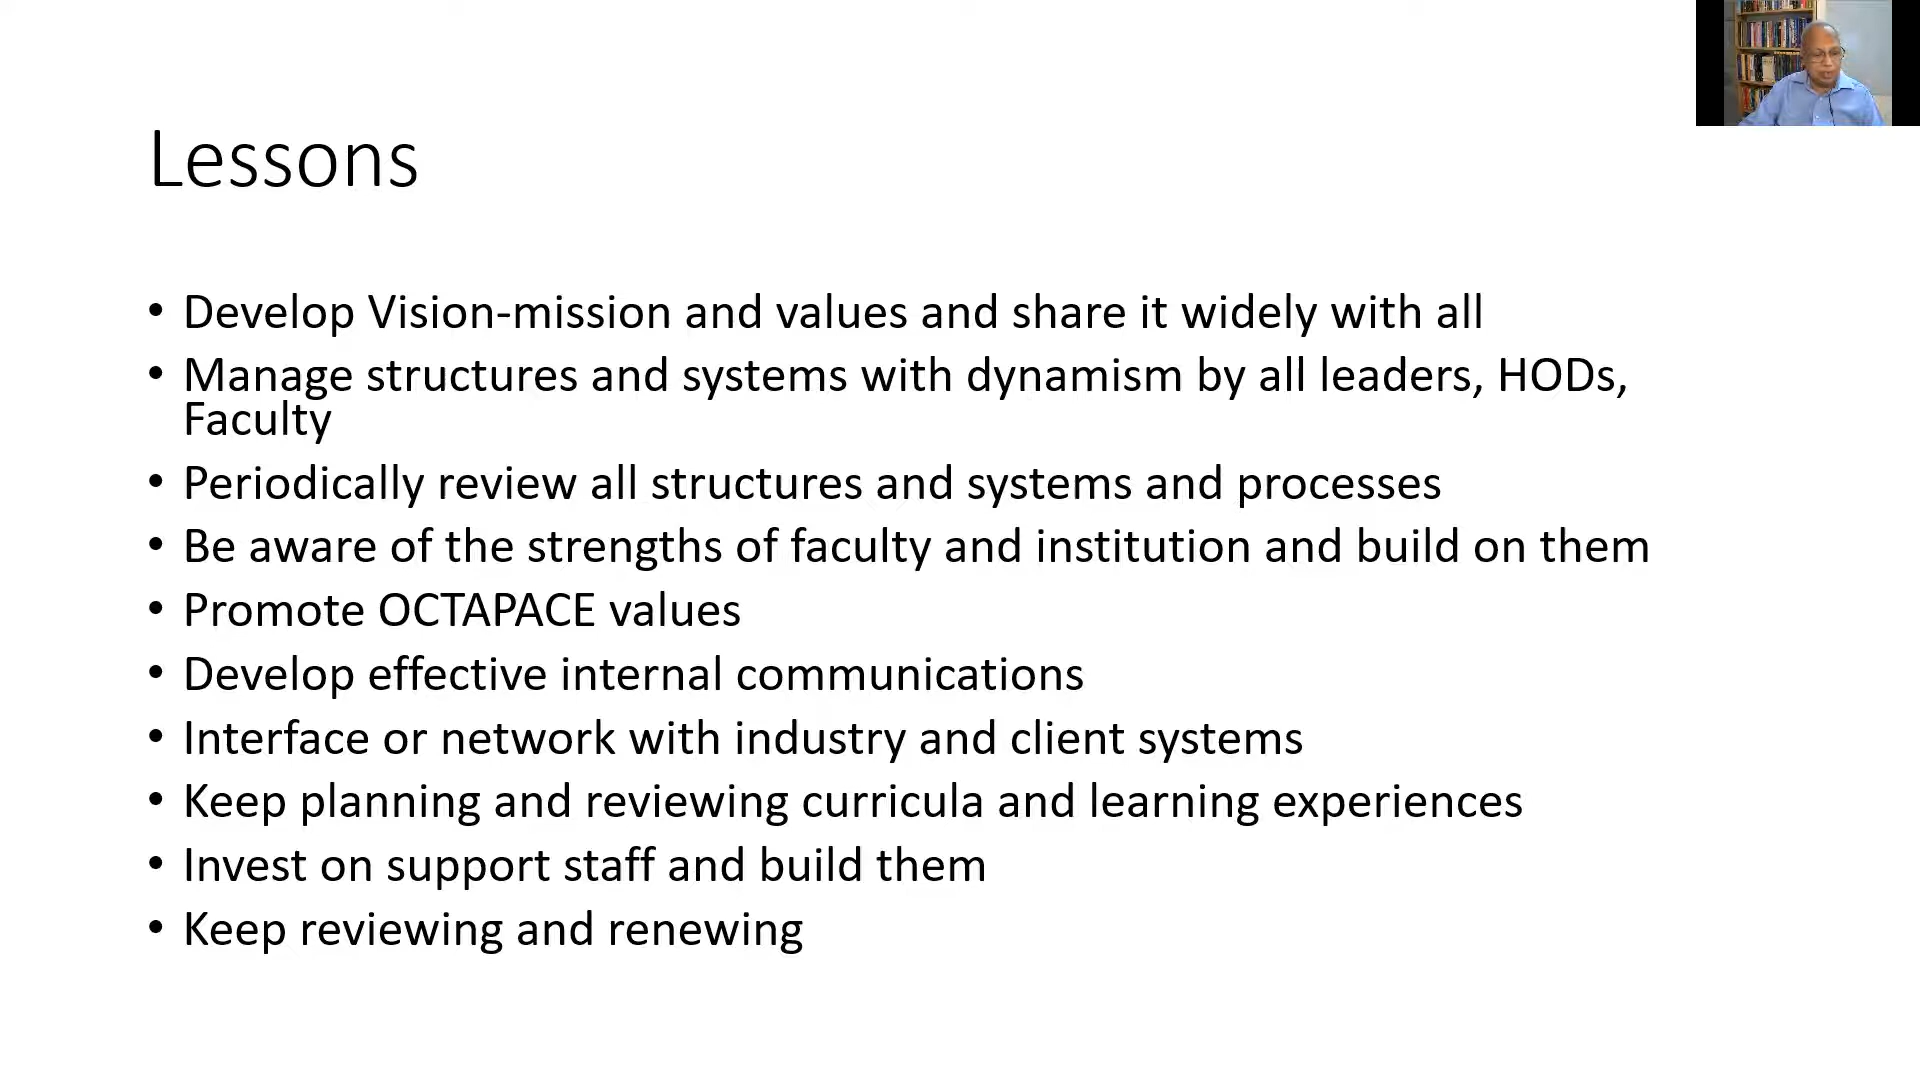 Lessons
• Develop Vision-mission and values and share it widely with all
• Manage structures and systems with dynamism by all leaders, HODs,
Faculty
• Periodically review all structures and systems and processes
• Be aware of the strengths of faculty and institution and build on them
• Promote OCTAPACE values
• Develop effective internal communications
• Interface or network with industry and client systems
• Keep planning and reviewing curricula and learning experiences
• Invest on support staff and build them
• Keep reviewing and renewing